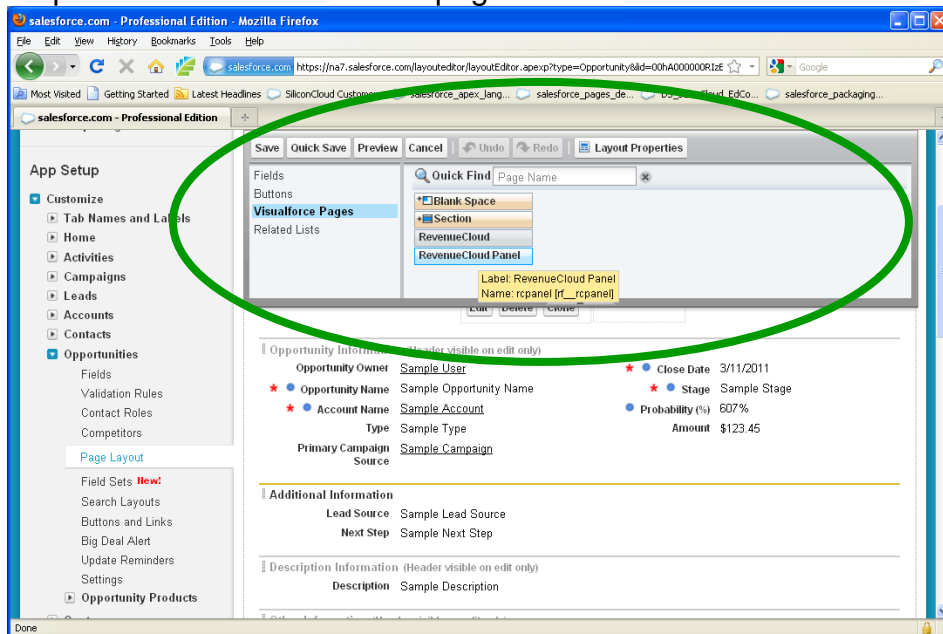 salesforce.com - Professional Edition - Mozilla Firefox
File Edit View History Bookmarks Tools Help
salesforce.com https://na7.salesforce.com/layouteditor/layoutEditor.apexp?type=Opportunity&id=00hA000000RIzE Google
Most Visited Getting Started Latest Headlines SiliconCloud Customer salesforce_apex_lang... salesforce_pages_de... salesforce_packaging...
salesforce.com - Professional Edition
App Setup
Customize
Tab Names and Labels
Home
Activities
Campaigns
Leads
Accounts
Contacts
Opportunities
Fields
Validation Rules
Contact Roles
Competitors
Page Layout
Field Sets New!
Search Layouts
Buttons and Links
Big Deal Alert
Update Reminders
Settings
Opportunity Products
Save Quick Save Preview Cancel Undo Redo Layout Properties
Fields
Buttons
Visualforce Pages
Related Lists
Quick Find Page Name
Blank Space
Section
RevenueCloud
RevenueCloud Panel
Label: RevenueCloud Panel
Name: rcpanel [rf__rcpanel]
Edit Delete Clone
Opportunity Information (Header visible on edit only)
Opportunity Owner Sample User * Close Date 3/11/2011
* Opportunity Name Sample Opportunity Name * Stage Sample Stage
* Account Name Sample Account Probability (%) 607%
Type Sample Type Amount $123.45
Primary Campaign Source Sample Campaign
Additional Information
Lead Source Sample Lead Source
Next Step Sample Next Step
Description Information (Header visible on edit only)
Description Sample Description
Done